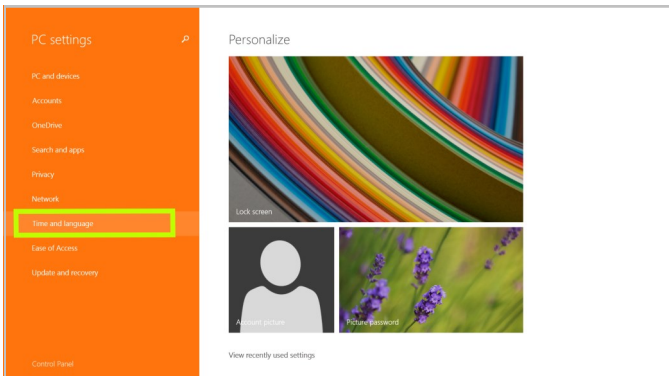 PC settings
PC and devices
Accounts
OneDrive
Search and apps
Privacy
Network
Time and language
Ease of Access
Update and recovery
Control Panel
Personalize
Lock screen
Account picture
Picture password
View recently used settings